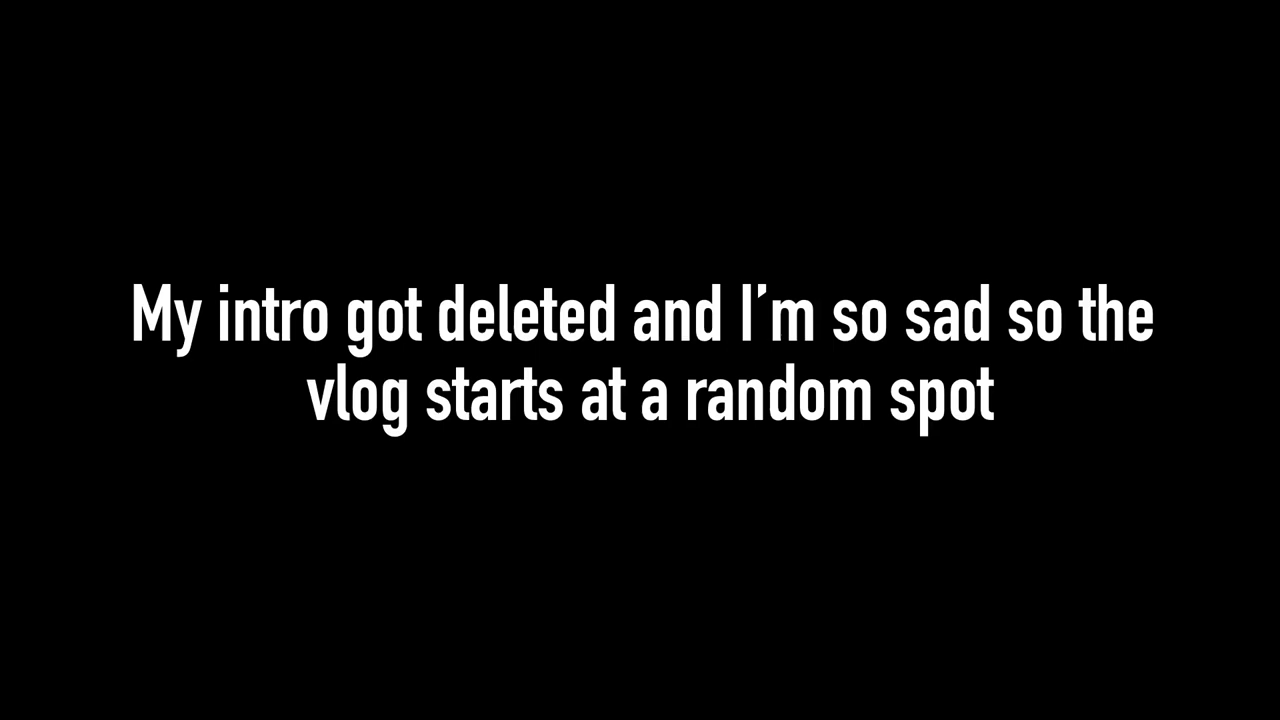 My intro got deleted and I’m so sad so the
vlog starts at a random spot